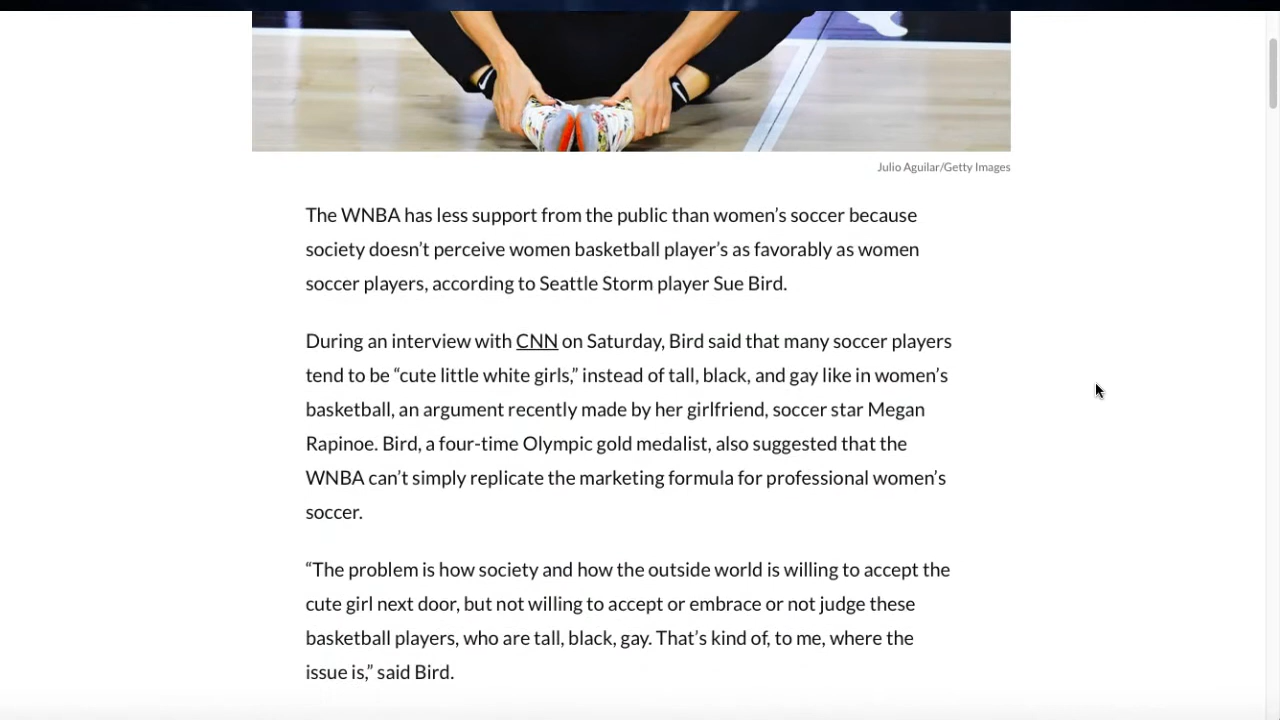 Julio Aguilar/Getty Images
The WNBA has less support from the public than women’s soccer because
society doesn’t perceive women basketball player’s as favorably as women
soccer players, according to Seattle Storm player Sue Bird.
During an interview with CNN on Saturday, Bird said that many soccer players
tend to be “cute little white girls,” instead of tall, black, and gay like in women’s
basketball, an argument recently made by her girlfriend, soccer star Megan
Rapinoe. Bird, a four-time Olympic gold medalist, also suggested that the
WNBA can’t simply replicate the marketing formula for professional women’s
soccer.
“The problem is how society and how the outside world is willing to accept the
cute girl next door, but not willing to accept or embrace or not judge these
basketball players, who are tall, black, gay. That’s kind of, to me, where the
issue is,” said Bird.